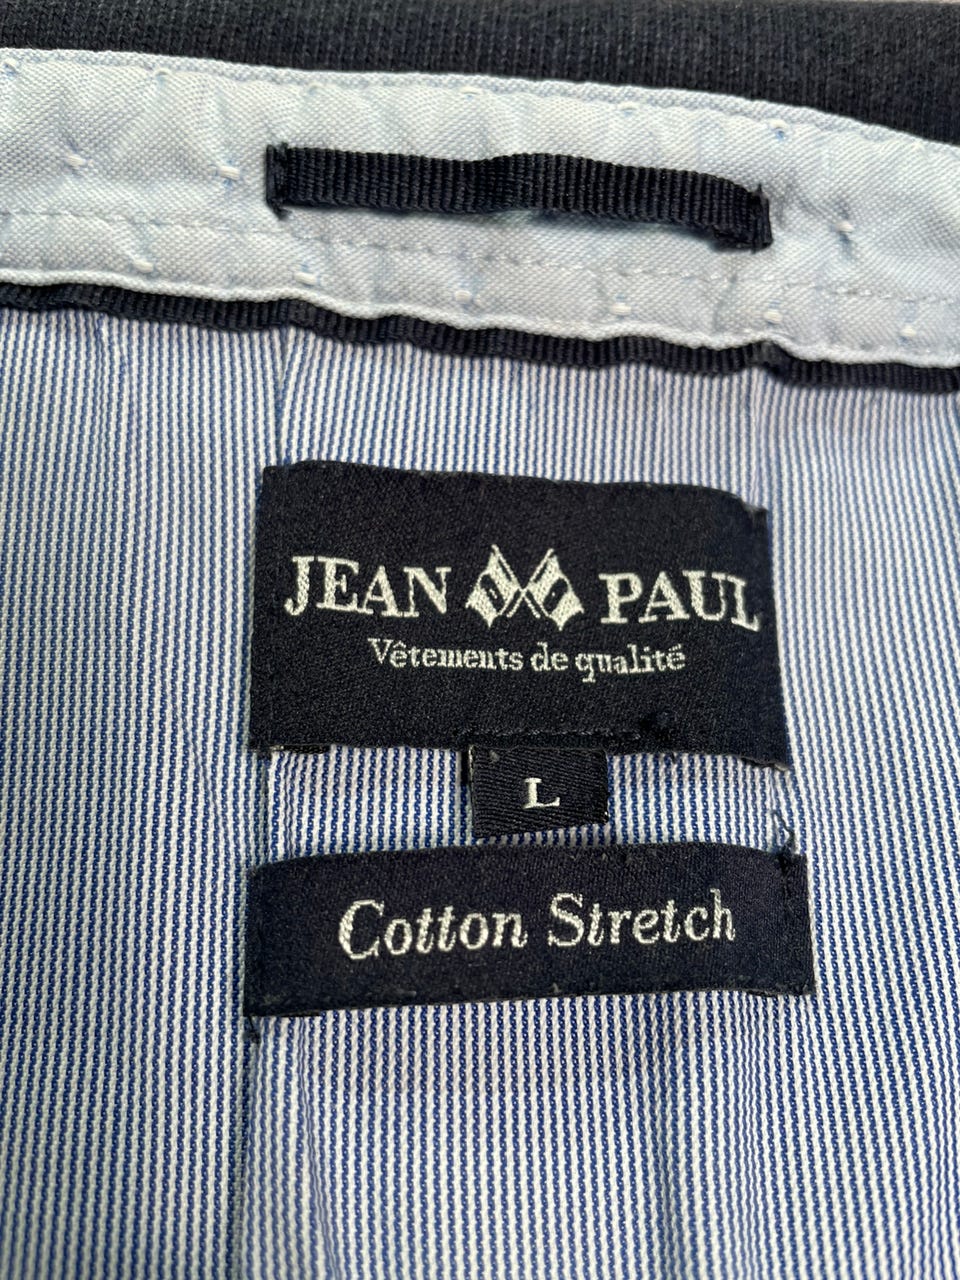 JEAN PAUL
Vêtements de qualité
L
Cotton Stretch